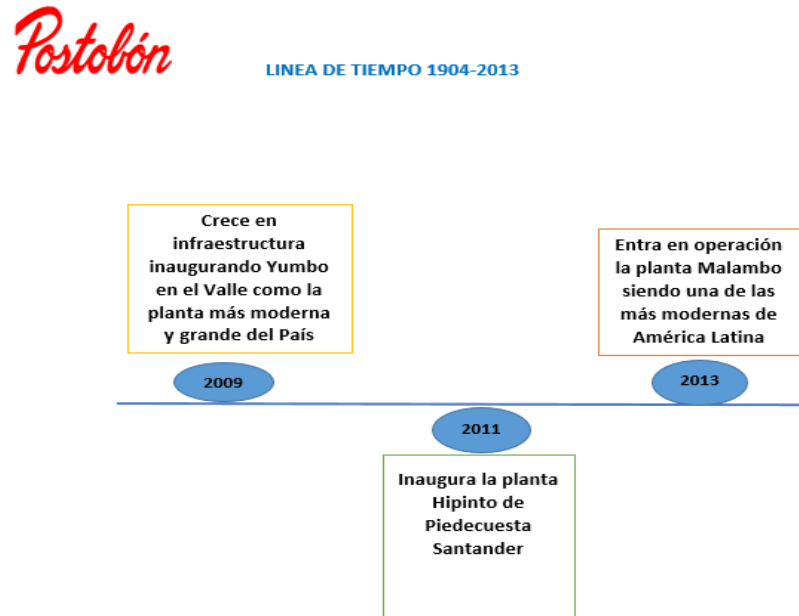 Postobón
LINEA DE TIEMPO 1904-2013
Crece en
infraestructura
inaugurando Yumbo
en el Valle como la
planta más moderna
y grande del País
2009
2011
Inaugura la planta
Hipinto de
Piedecuesta
Santander
Entra en operación
la planta Malambo
siendo una de las
más modernas de
América Latina
2013